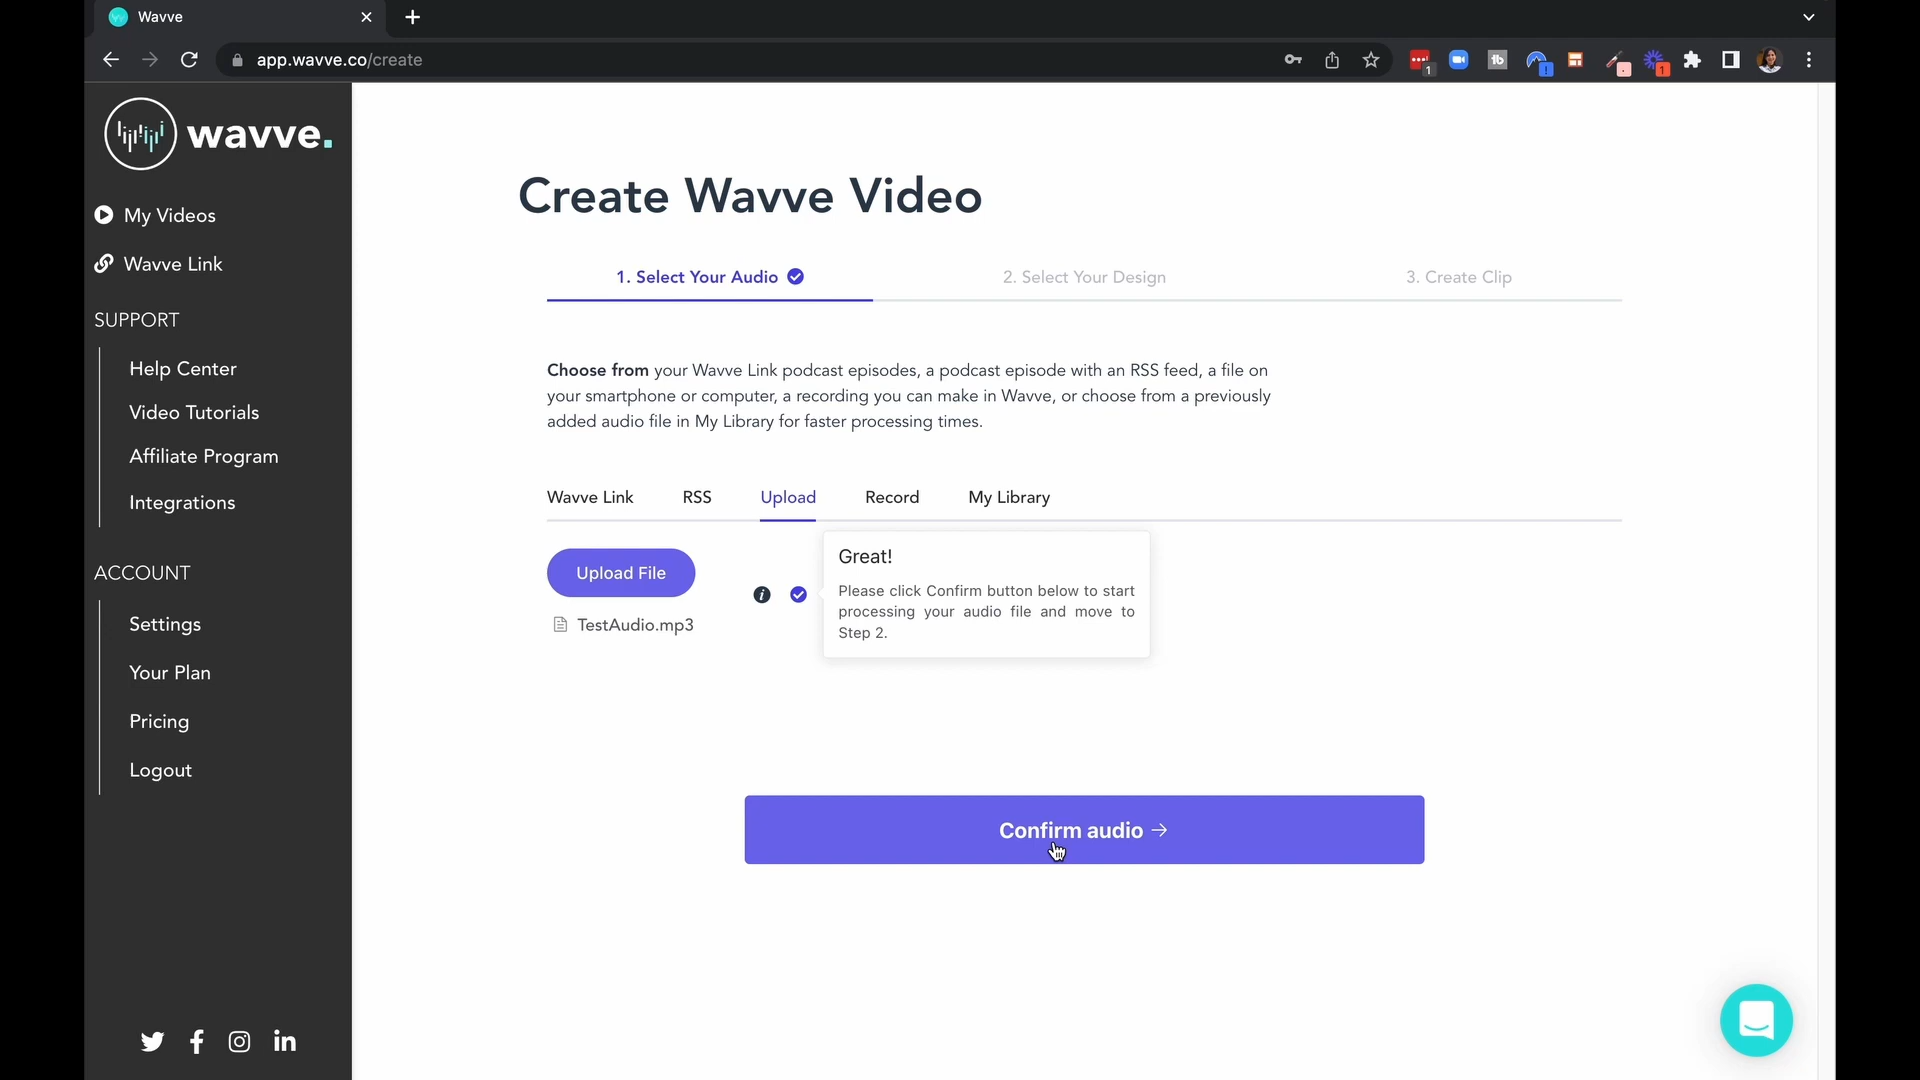 Wavve
app.wavve.co/create
1
1
wavve.
My Videos
Wavve Link
SUPPORT
Help Center
Video Tutorials
Affiliate Program
Integrations
ACCOUNT
Settings
Your Plan
Pricing
Logout
Create Wavve Video
1. Select Your Audio
2. Select Your Design
3. Create Clip
Choose from your Wavve Link podcast episodes, a podcast episode with an RSS feed, a file on
your smartphone or computer, a recording you can make in Wavve, or choose from a previously
added audio file in My Library for faster processing times.
Wavve Link
RSS
Upload
Record
My Library
Upload File
TestAudio.mp3
Great!
Please click Confirm button below to start
processing your audio file and move to
Step 2.
Confirm audio →